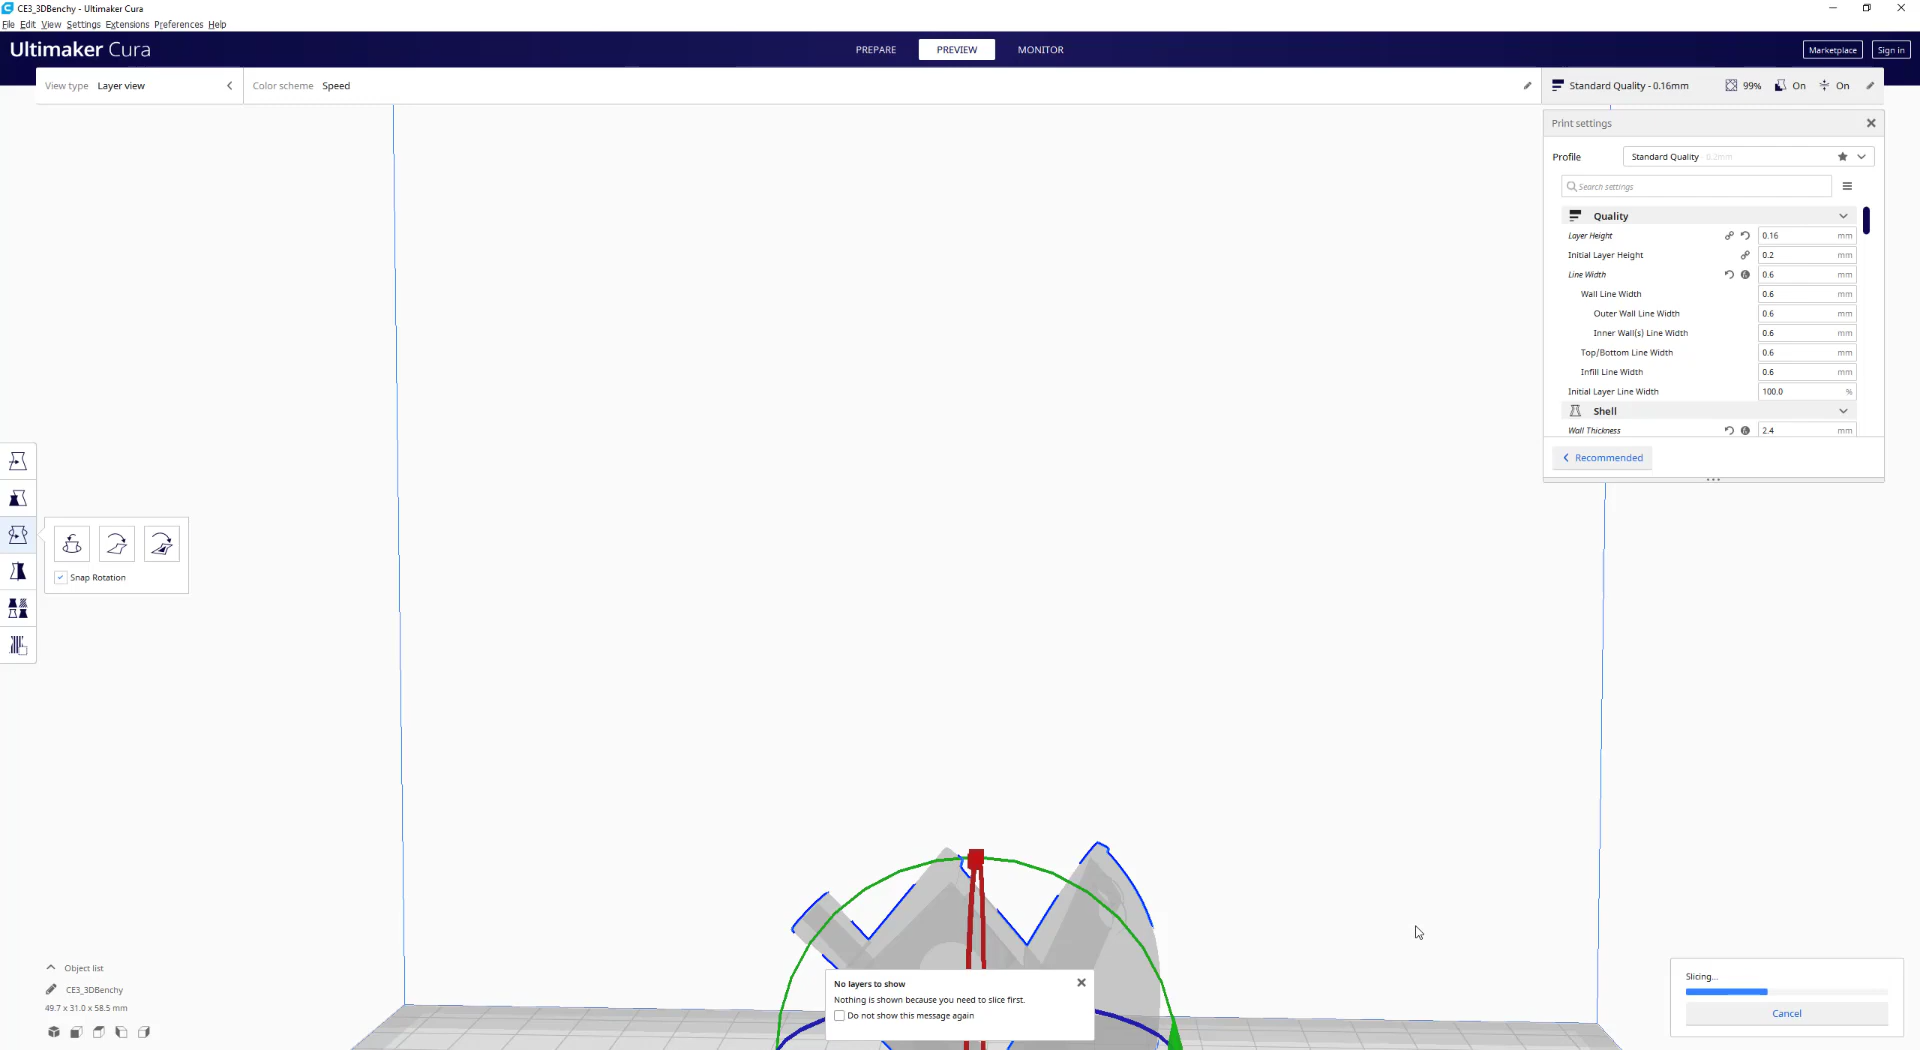 CE3_3DBenchy - Ultimaker Cura
File Edit View Settings Extensions Preferences Help
Ultimaker Cura
PREPARE
PREVIEW
MONITOR
Marketplace
Sign in
View type Layer view
Color scheme Speed
Standard Quality - 0.16mm
99%
On
On
Print settings
Profile
Standard Quality 0.2mm
Search settings
Quality
Layer Height 0.16 mm
Initial Layer Height 0.2 mm
Line Width 0.6 mm
Wall Line Width 0.6 mm
Outer Wall Line Width 0.6 mm
Inner Wall(s) Line Width 0.6 mm
Top/Bottom Line Width 0.6 mm
Infill Line Width 0.6 mm
Initial Layer Line Width 100.0 %
Shell
Wall Thickness 2.4 mm
Recommended
Snap Rotation
Object list
CE3_3DBenchy
49.7 x 31.0 x 58.5 mm
No layers to show
Nothing is shown because you need to slice first.
Do not show this message again
Slicing...
Cancel